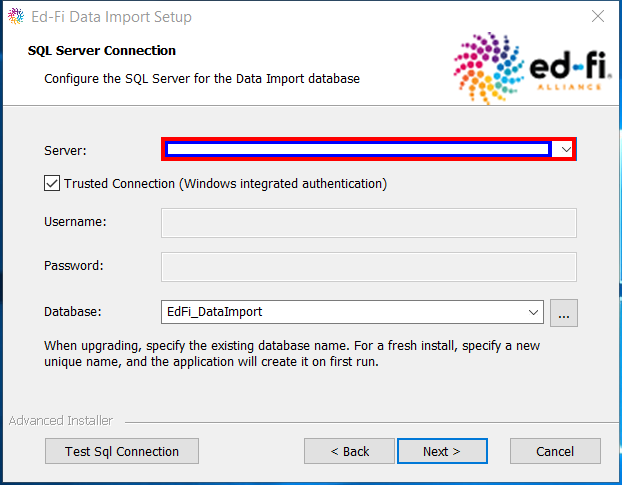 Ed-Fi Data Import Setup
SQL Server Connection
Configure the SQL Server for the Data Import database
ed-fi
ALLIANCE
Server:
Trusted Connection (Windows integrated authentication)
Username:
Password:
Database: EdFi_DataImport ...
When upgrading, specify the existing database name. For a fresh install, specify a new
unique name, and the application will create it on first run.
Advanced Installer
Test Sql Connection < Back Next > Cancel